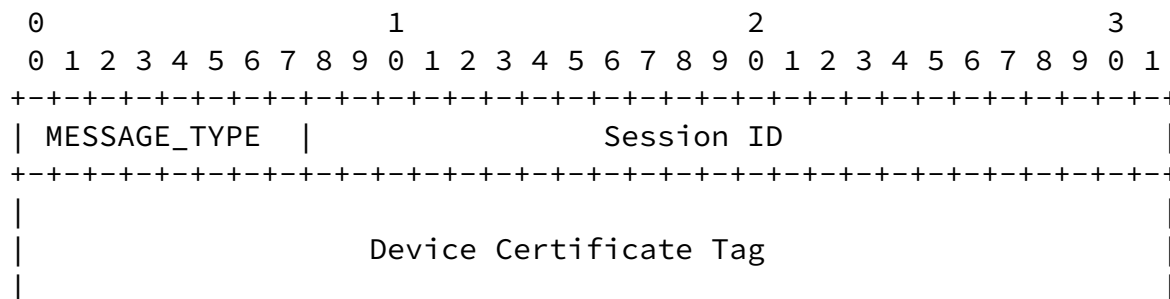 0                   1                   2                   3
 0 1 2 3 4 5 6 7 8 9 0 1 2 3 4 5 6 7 8 9 0 1 2 3 4 5 6 7 8 9 0 1
+-+-+-+-+-+-+-+-+-+-+-+-+-+-+-+-+-+-+-+-+-+-+-+-+-+-+-+-+-+-+-+-+
| MESSAGE_TYPE  |                Session ID                     |
+-+-+-+-+-+-+-+-+-+-+-+-+-+-+-+-+-+-+-+-+-+-+-+-+-+-+-+-+-+-+-+-+
|                                                               |
|                   Device Certificate Tag                      |
|                                                               |